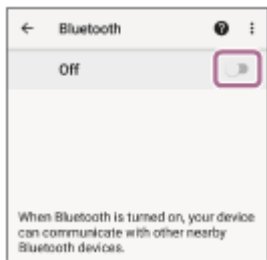 Bluetooth
Off
When Bluetooth is turned on, your device
can communicate with other nearby
Bluetooth devices.